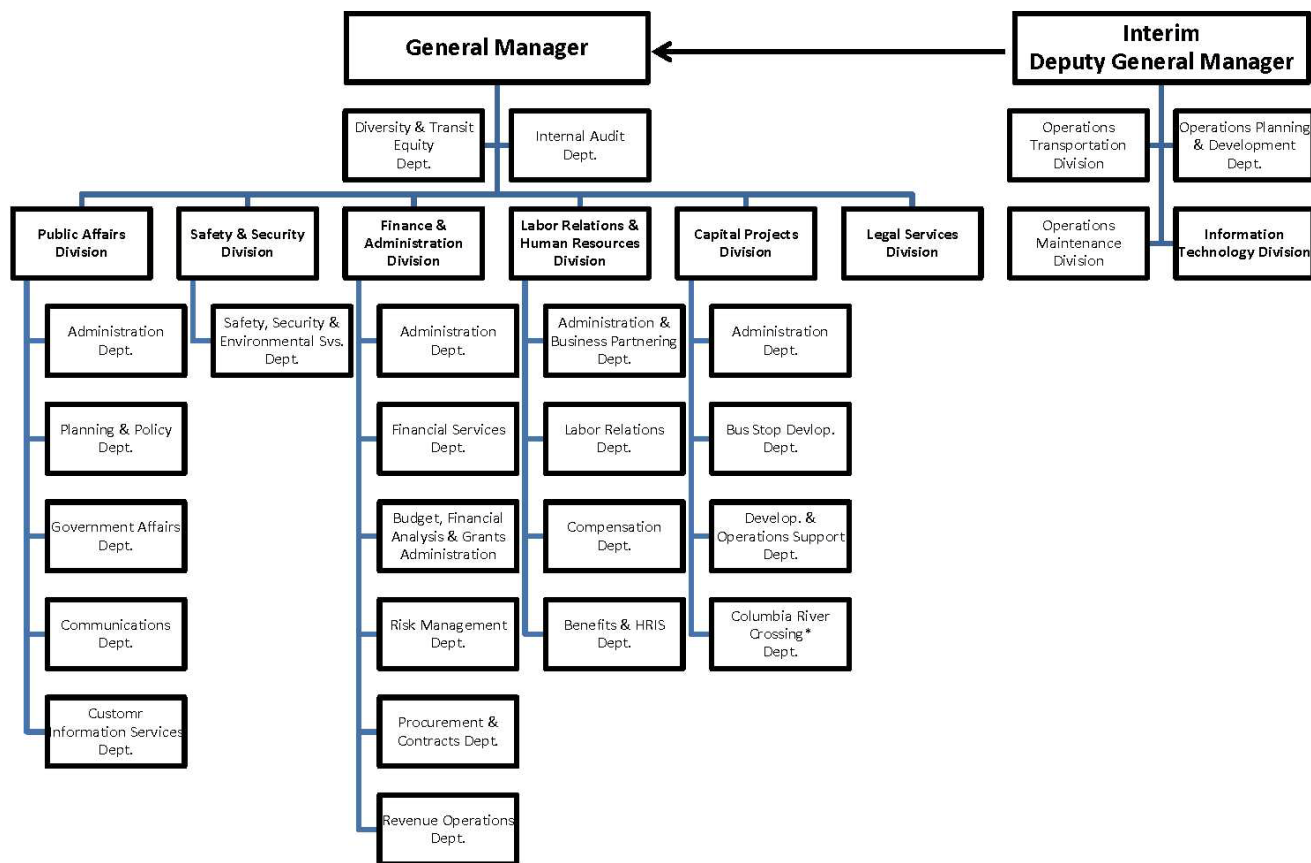 General Manager
Interim
Deputy General Manager
Diversity & Transit
Equity
Dept.
Internal Audit
Dept.
Operations
Transportation
Division
Operations Planning
& Development
Dept.
Public Affairs
Division
Safety & Security
Division
Finance &
Administration
Division
Labor Relations &
Human Resources
Division
Capital Projects
Division
Legal Services
Division
Operations
Maintenance
Division
Information
Technology Division
Administration
Dept.
Safety, Security &
Environmental Svs.
Dept.
Administration
Dept.
Administration &
Business Partnering
Dept.
Administration
Dept.
Planning & Policy
Dept.
Financial Services
Dept.
Labor Relations
Dept.
Bus Stop Devlop.
Dept.
Government Affairs
Dept.
Budget, Financial
Analysis & Grants
Administration
Compensation
Dept.
Develop. &
Operations Support
Dept.
Communications
Dept.
Risk Management
Dept.
Benefits & HRIS
Dept.
Columbia River
Crossing*
Dept.
Customr
Information Services
Dept.
Procurement &
Contracts Dept.
Revenue Operations
Dept.